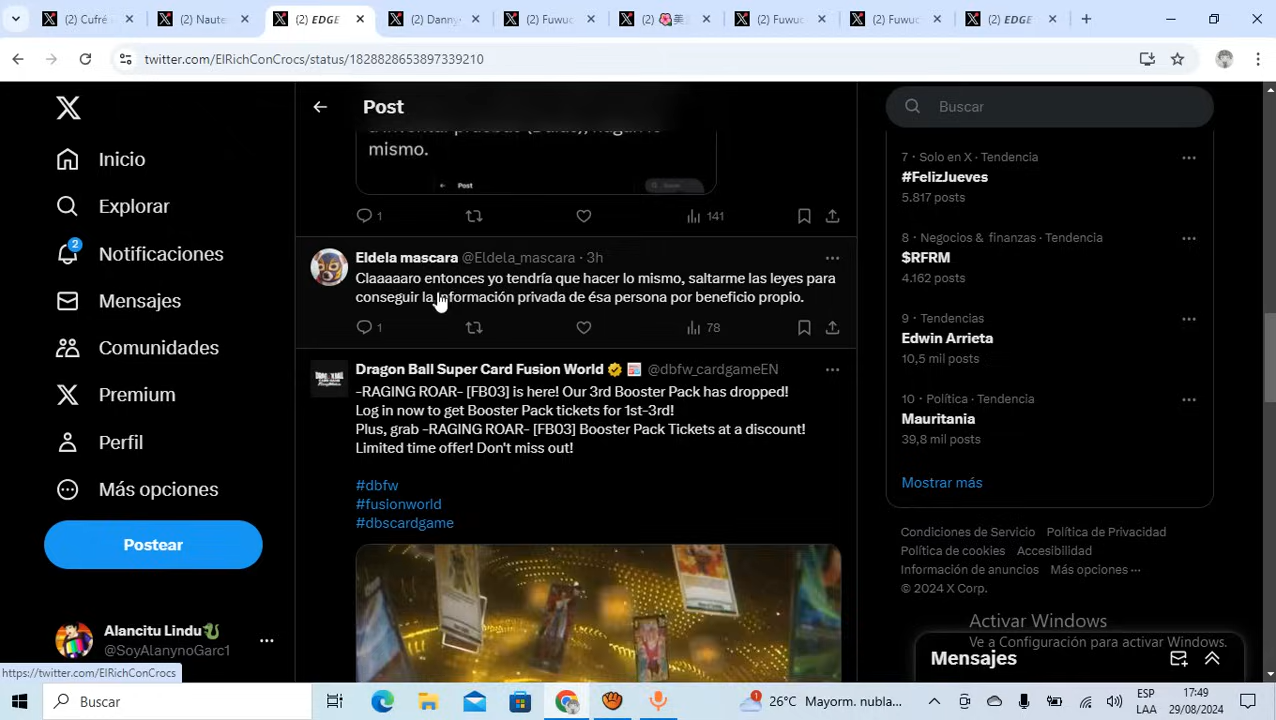 (2) Cufré
(2) Naute
(2) EDGE
(2) Danny
(2) Fuwuc
(2) 🌺美
(2) Fuwuc
(2) Fuwuc
(2) EDGE
twitter.com/ElRichConCrocs/status/1828828653897339210
Inicio
Explorar
2
Notificaciones
Mensajes
Comunidades
Premium
Perfil
Más opciones
Postear
Alancitu Lindu🐍
@SoyAlanynoGarc1
https://twitter.com/ElRichConCrocs
Post
mismo.
Post
1
141
Eldela mascara @Eldela_mascara · 3h
Claaaaaro entonces yo tendría que hacer lo mismo, saltarme las leyes para
conseguir la información privada de ésa persona por beneficio propio.
1
78
Dragon Ball Super Card Fusion World @dbfw_cardgameEN
-RAGING ROAR- [FB03] is here! Our 3rd Booster Pack has dropped!
Log in now to get Booster Pack tickets for 1st-3rd!
Plus, grab -RAGING ROAR- [FB03] Booster Pack Tickets at a discount!
Limited time offer! Don't miss out!
#dbfw
#fusionworld
#dbscardgame
Buscar
7 · Solo en X · Tendencia
#FelizJueves
5.817 posts
8 · Negocios & finanzas · Tendencia
$RFRM
4.162 posts
9 · Tendencias
Edwin Arrieta
10,5 mil posts
10 · Política · Tendencia
Mauritania
39,8 mil posts
Mostrar más
Condiciones de Servicio Política de Privacidad
Política de cookies Accesibilidad
Información de anuncios Más opciones ···
© 2024 X Corp.
Activar Windows
Ve a Configuración para activar Windows.
Mensajes
Buscar
1
26°C Mayorm. nubla...
ESP
LAA
17:49
29/08/2024